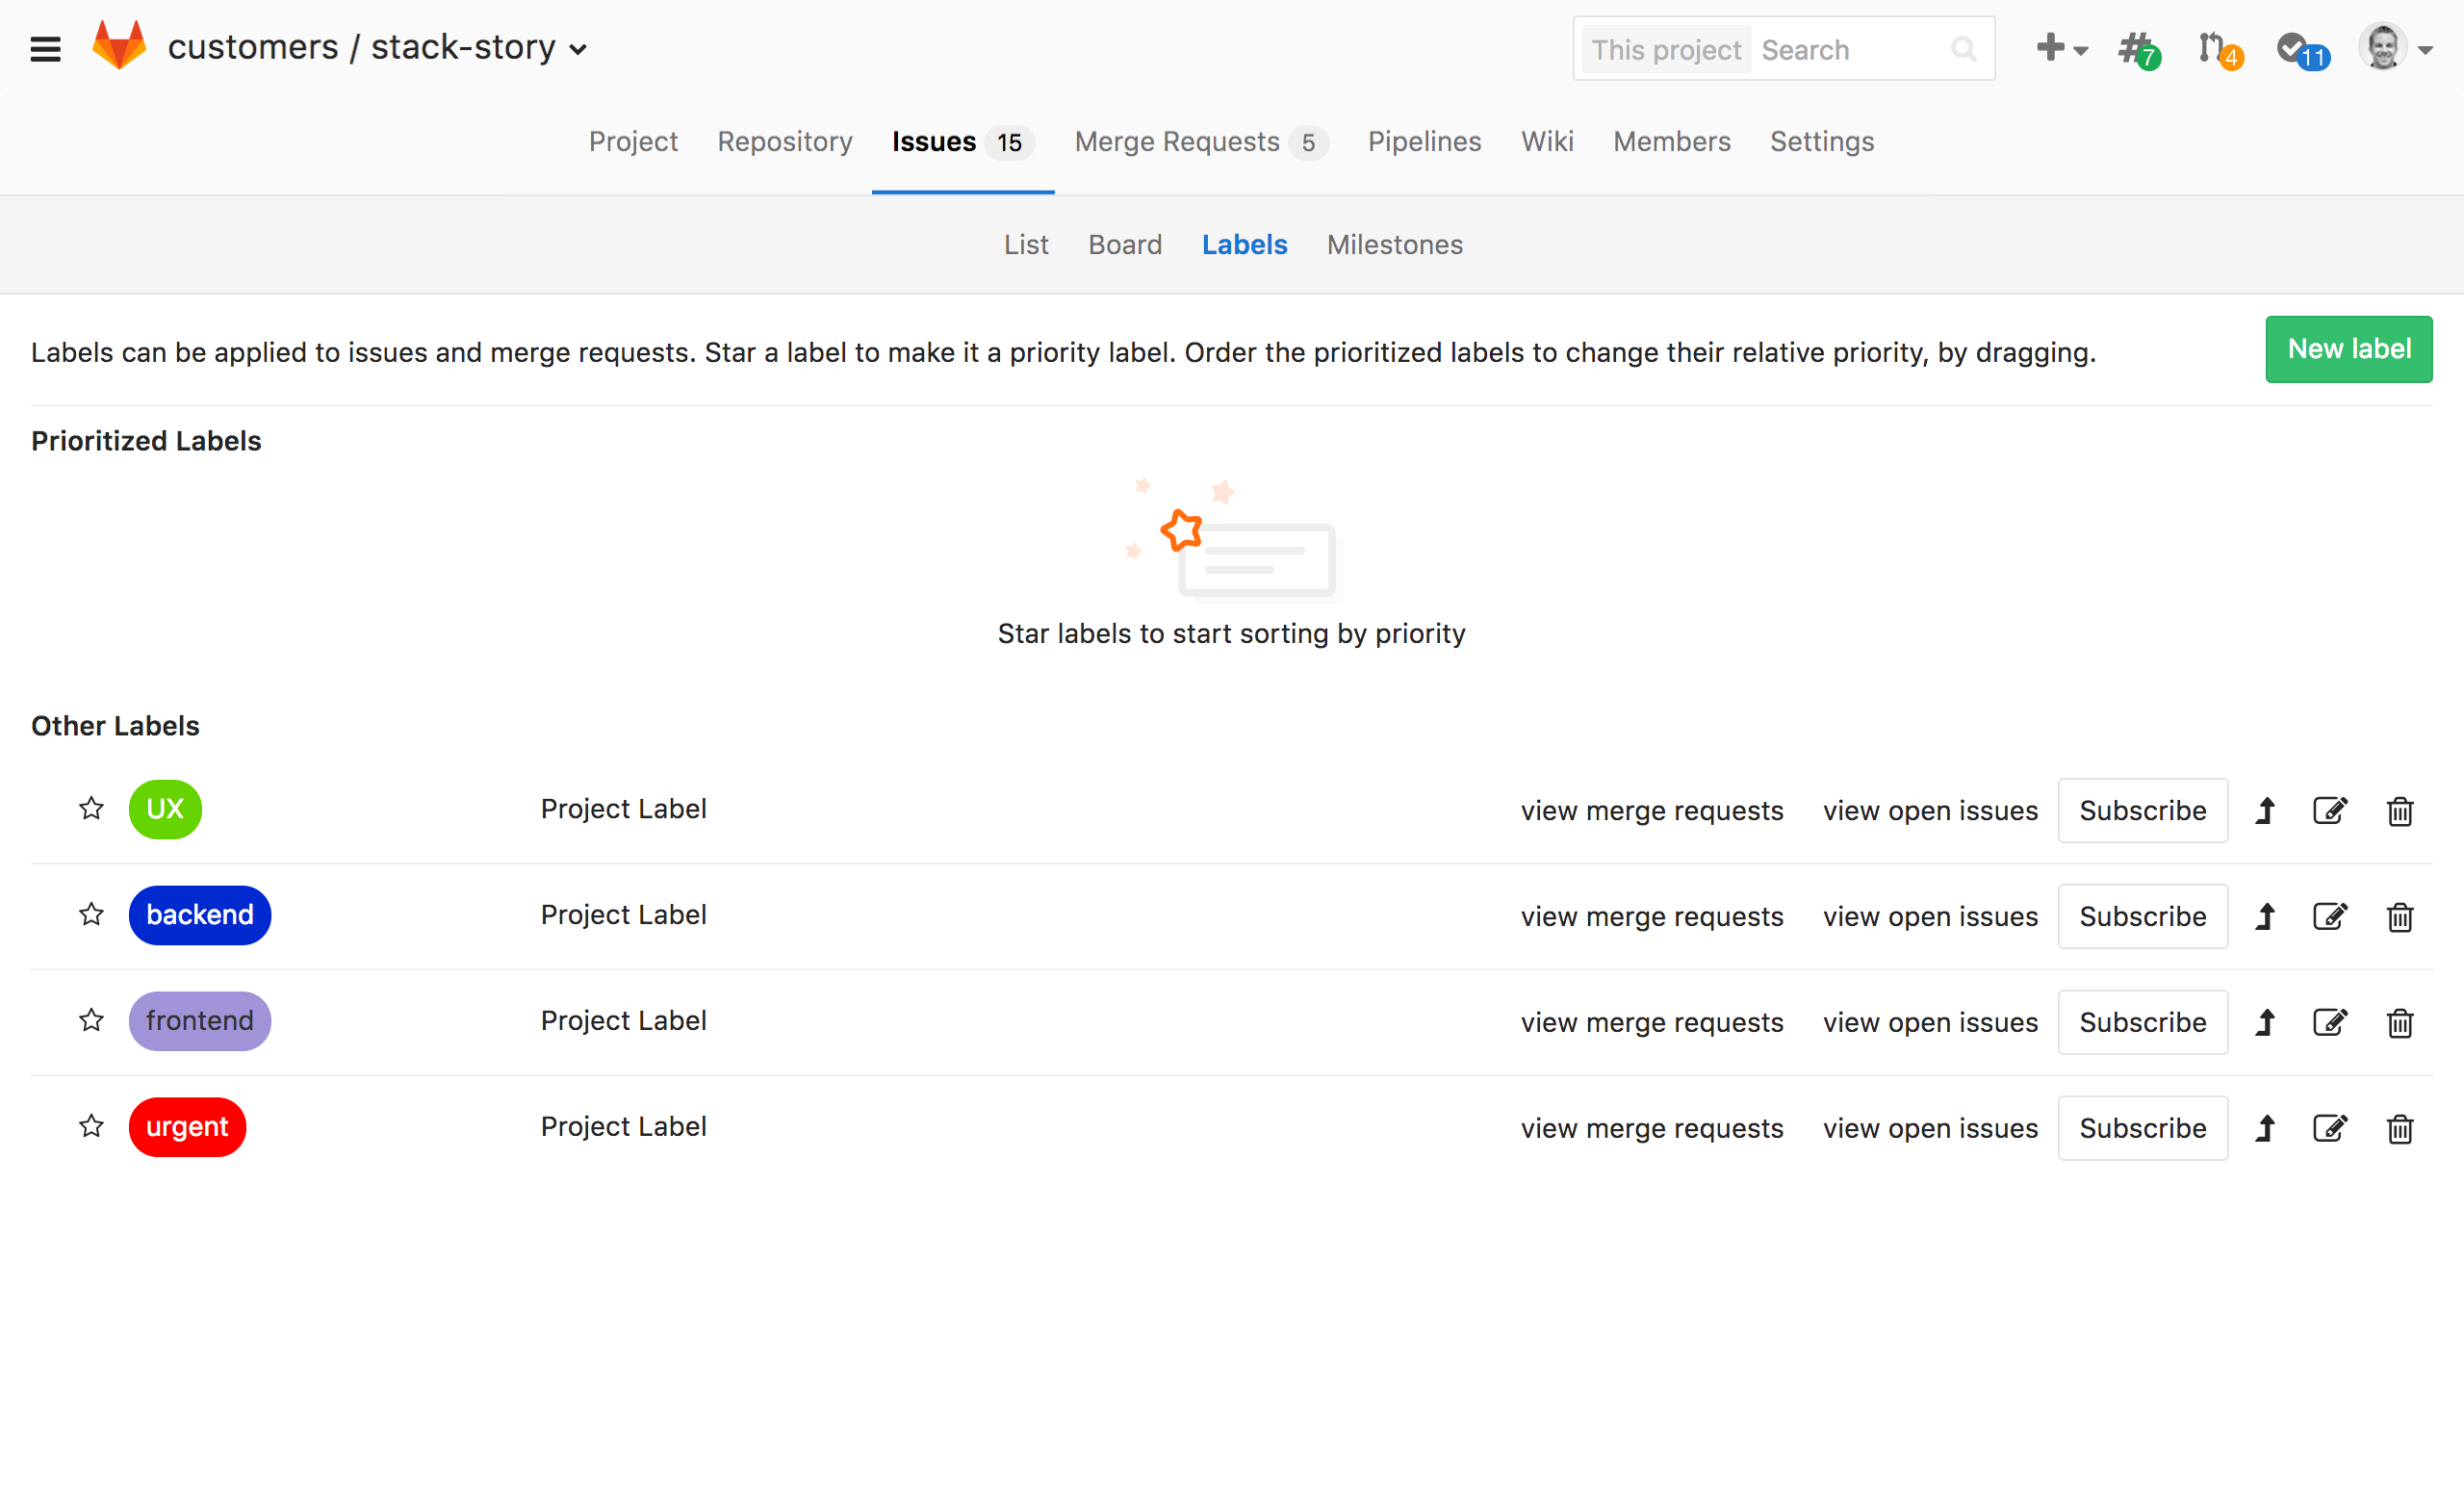 customers / stack-story
This project Search
7
4
11
Project Repository Issues 15 Merge Requests 5 Pipelines Wiki Members Settings
List Board Labels Milestones
Labels can be applied to issues and merge requests. Star a label to make it a priority label. Order the prioritized labels to change their relative priority, by dragging.
New label
Prioritized Labels
Star labels to start sorting by priority
Other Labels
UX Project Label view merge requests view open issues Subscribe
backend Project Label view merge requests view open issues Subscribe
frontend Project Label view merge requests view open issues Subscribe
urgent Project Label view merge requests view open issues Subscribe